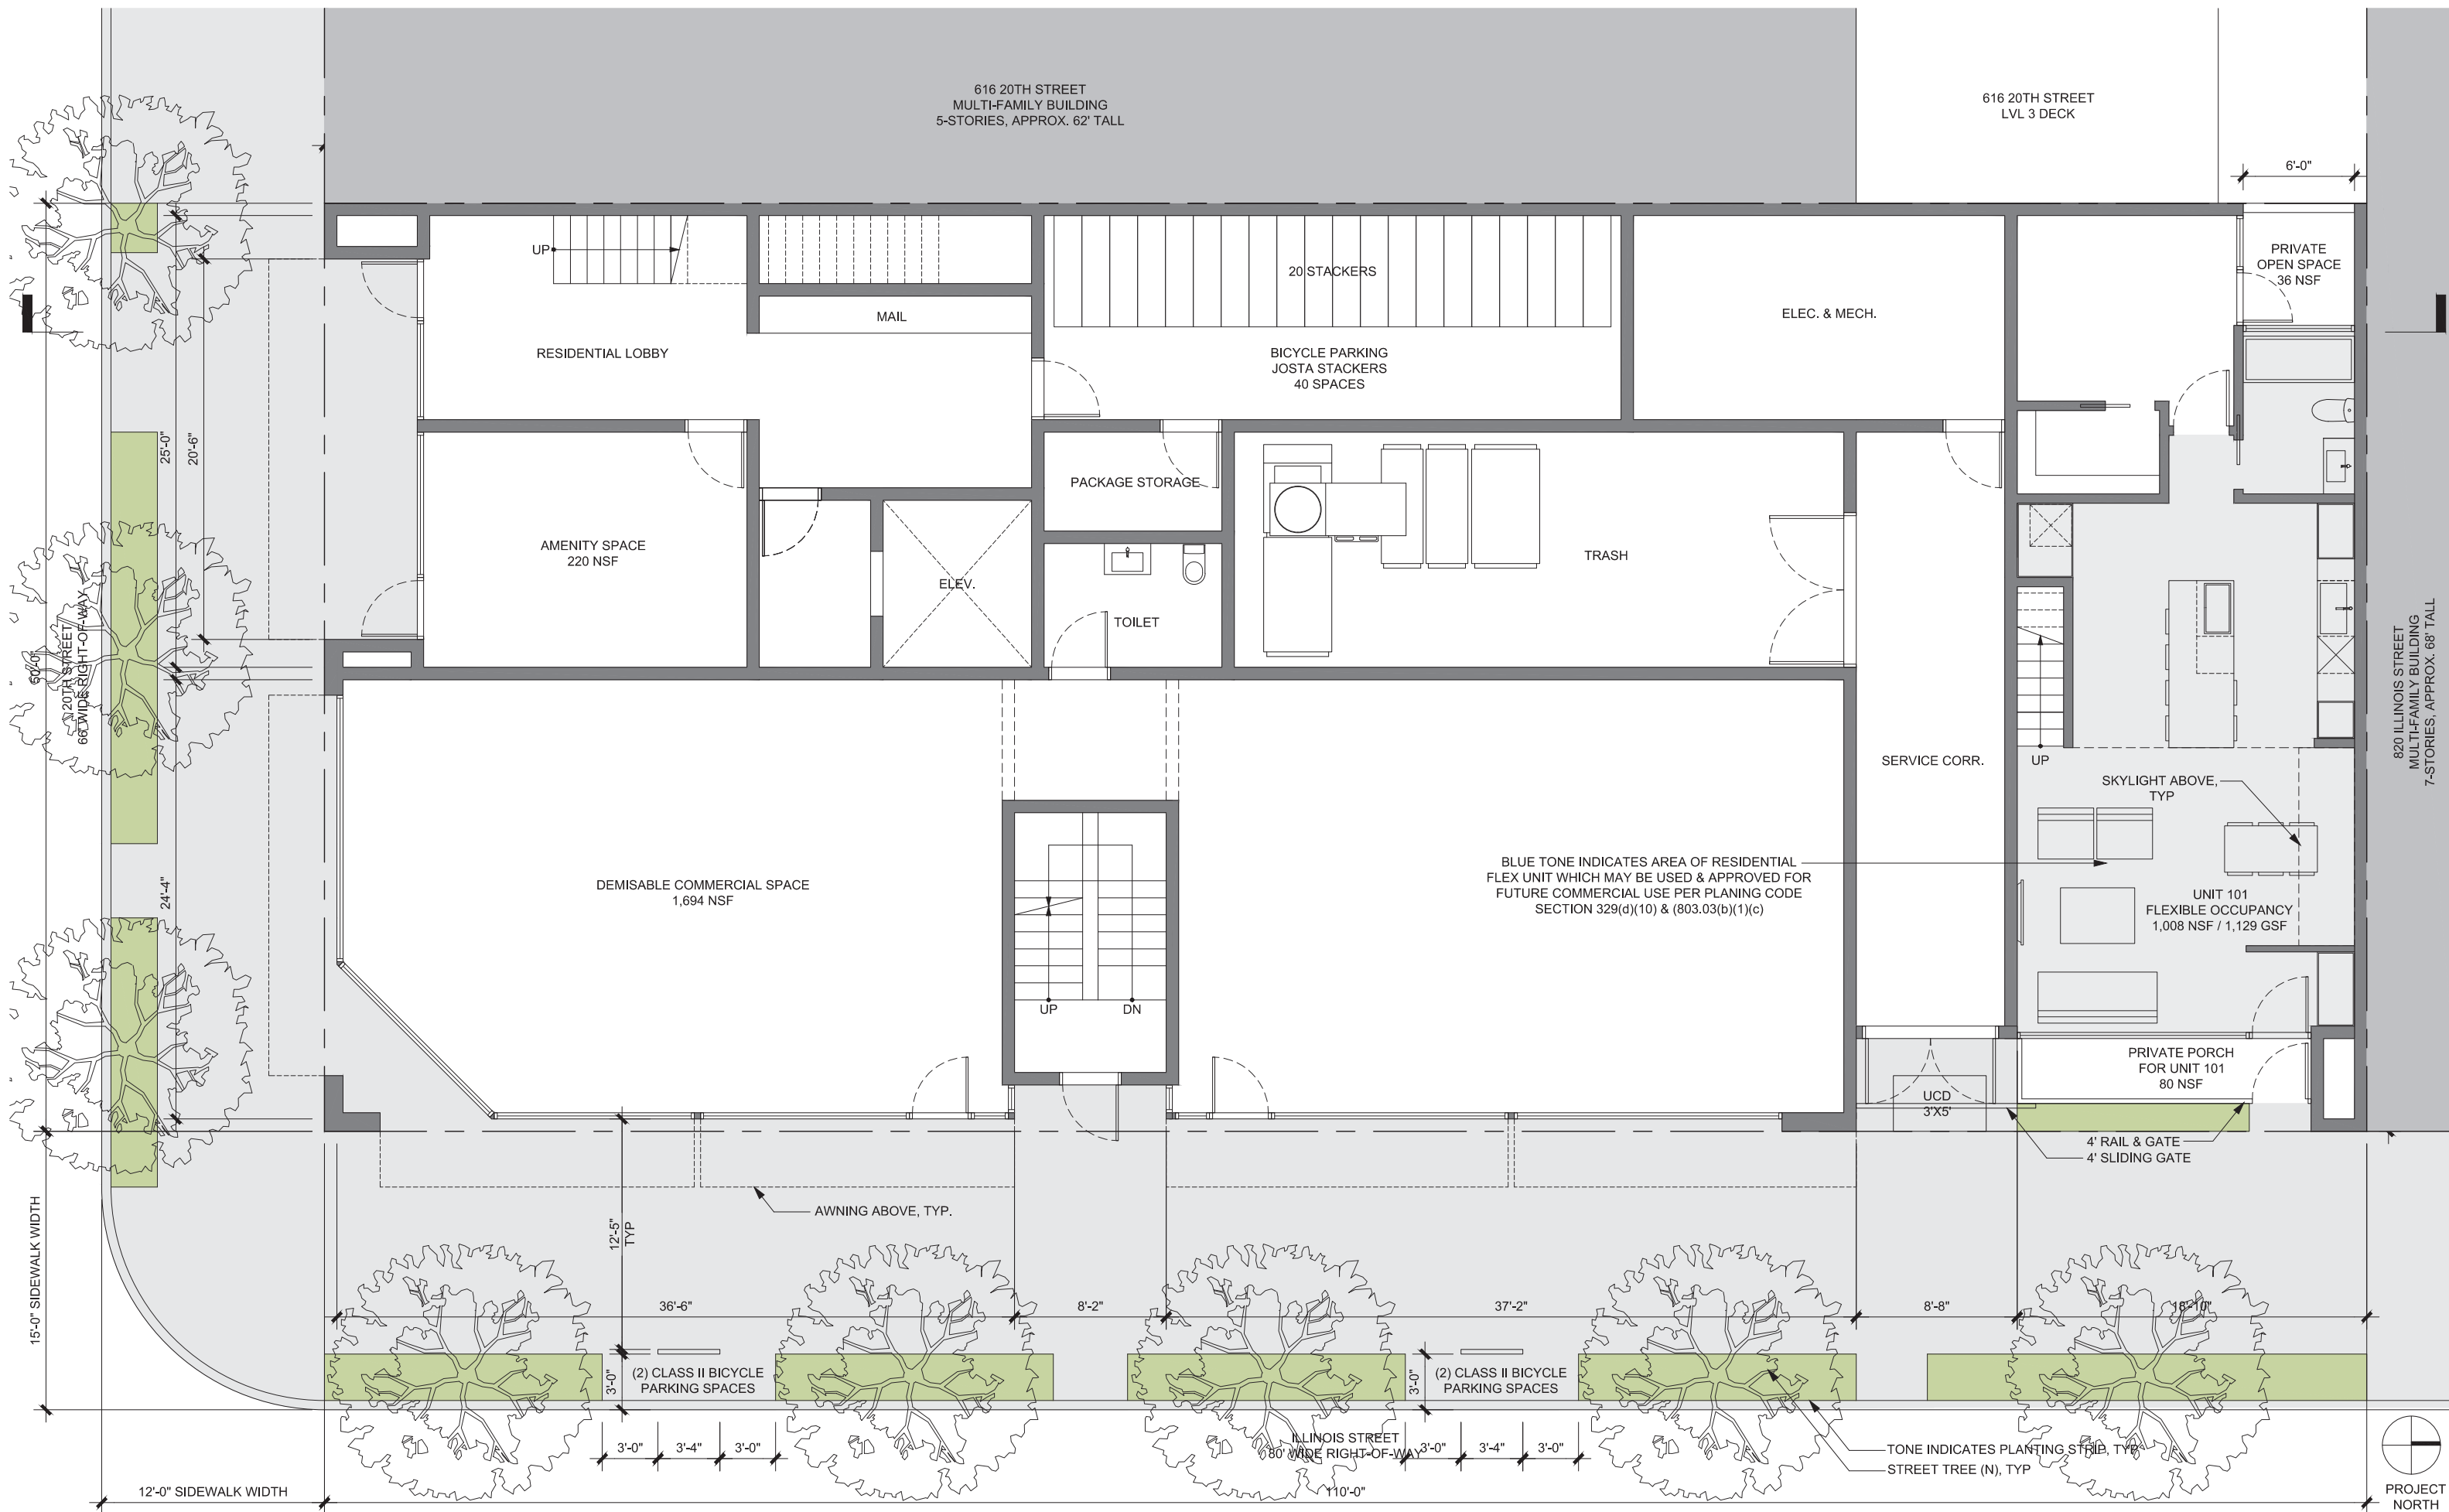 616 20TH STREET
MULTI-FAMILY BUILDING
5-STORIES, APPROX. 62' TALL
616 20TH STREET
LVL 3 DECK
6'-0"
PRIVATE
OPEN SPACE
36 NSF
UP
20 STACKERS
MAIL
ELEC. & MECH.
RESIDENTIAL LOBBY
BICYCLE PARKING
JOSTA STACKERS
40 SPACES
25'-0"
20'-6"
PACKAGE STORAGE
AMENITY SPACE
220 NSF
ELEV.
TRASH
TOILET
60'-0"
20TH STREET
66' WIDE RIGHT-OF-WAY
820 ILLINOIS STREET
MULTI-FAMILY BUILDING
7-STORIES, APPROX. 68' TALL
SERVICE CORR.
UP
SKYLIGHT ABOVE,
TYP
24'-4"
DEMISABLE COMMERCIAL SPACE
1,694 NSF
BLUE TONE INDICATES AREA OF RESIDENTIAL
FLEX UNIT WHICH MAY BE USED & APPROVED FOR
FUTURE COMMERCIAL USE PER PLANING CODE
SECTION 329(d)(10) & (803.03(b)(1)(c)
UNIT 101
FLEXIBLE OCCUPANCY
1,008 NSF / 1,129 GSF
UP
DN
PRIVATE PORCH
FOR UNIT 101
80 NSF
UCD
3'X5'
4' RAIL & GATE
4' SLIDING GATE
15'-0" SIDEWALK WIDTH
AWNING ABOVE, TYP.
12'-5"
TYP
36'-6"
8'-2"
37'-2"
8'-8"
18'-10"
3'-0"
(2) CLASS II BICYCLE
PARKING SPACES
3'-0"
(2) CLASS II BICYCLE
PARKING SPACES
3'-0"
3'-4"
3'-0"
ILLINOIS STREET
80' WIDE RIGHT-OF-WAY
3'-0"
3'-4"
3'-0"
TONE INDICATES PLANTING STRIP, TYP
STREET TREE (N), TYP
12'-0" SIDEWALK WIDTH
110'-0"
PROJECT
NORTH